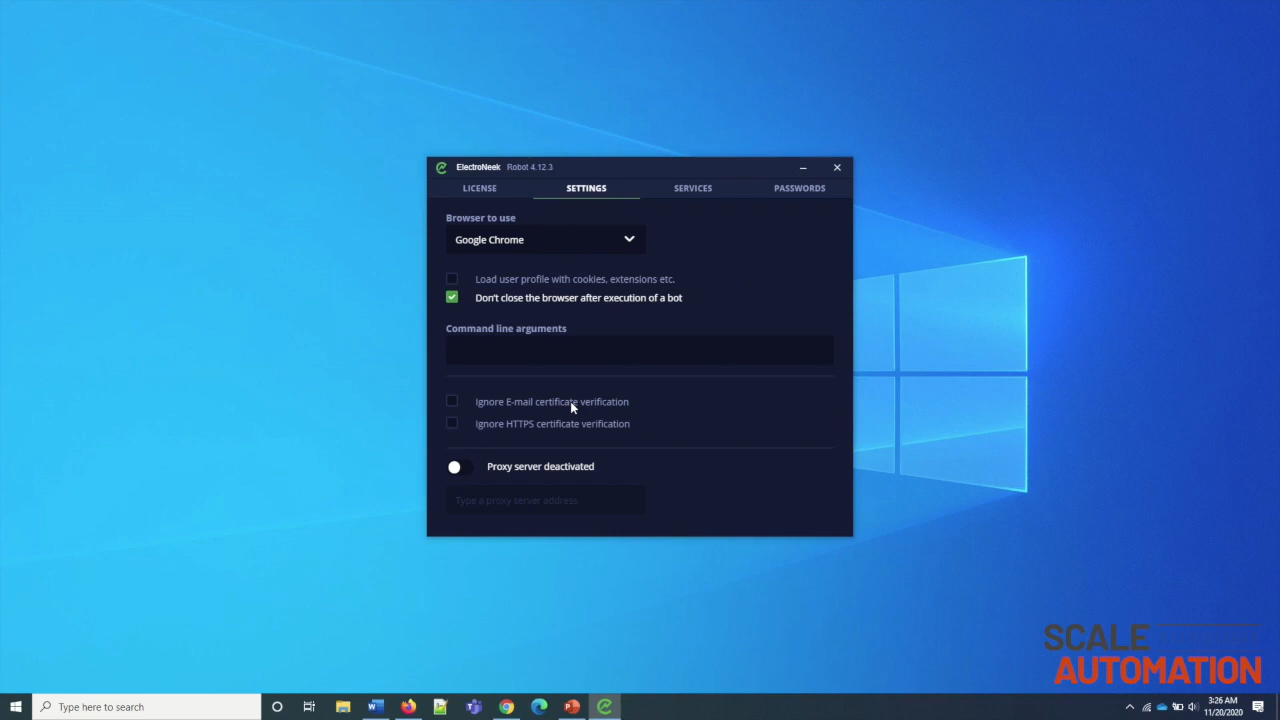 ElectroNeek Robot 4.12.3
LICENSE SETTINGS SERVICES PASSWORDS
Browser to use
Google Chrome
Load user profile with cookies, extensions etc.
Don't close the browser after execution of a bot
Command line arguments
Ignore E-mail certificate verification
Ignore HTTPS certificate verification
Proxy server deactivated
Type a proxy server address
SCALE
AUTOMATION
Type here to search
3:26 AM
11/20/2020